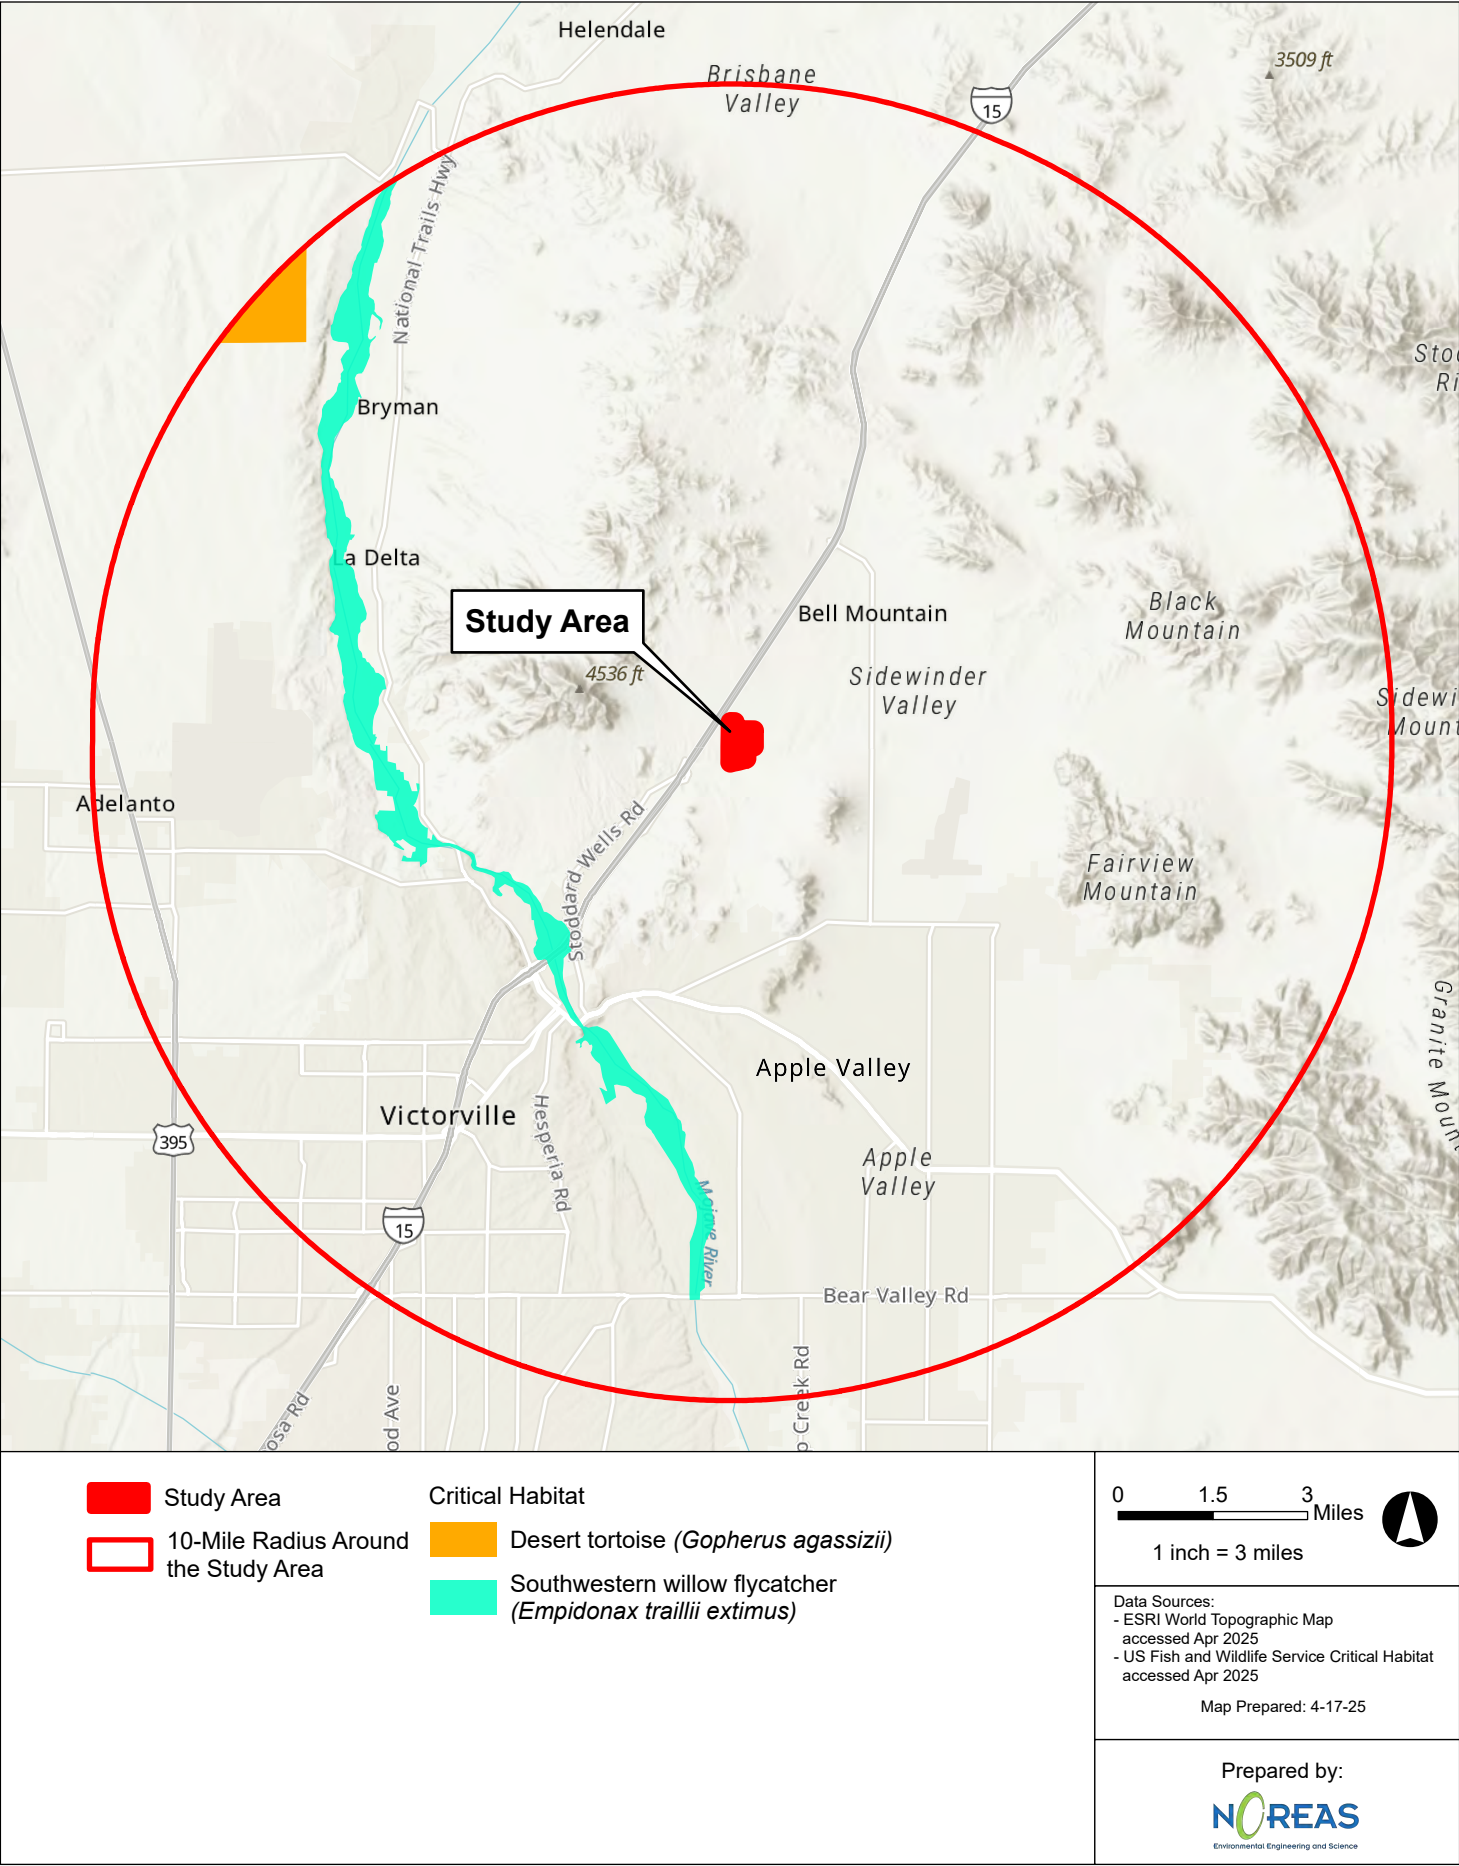 Helendale
Brisbane
Valley
3509 ft
15
National Trails Hwy
Bryman
La Delta
Study Area
4536 ft
Bell Mountain
Sidewinder
Valley
Black
Mountain
Adelanto
Stoddard Wells Rd
Fairview
Mountain
Apple Valley
Victorville
Hesperia Rd
395
Apple
Valley
15
Mojave River
Bear Valley Rd
Study Area
10-Mile Radius Around
the Study Area
Critical Habitat
Desert tortoise (Gopherus agassizii)
Southwestern willow flycatcher
(Empidonax traillii extimus)
0 1.5 3
Miles
1 inch = 3 miles
Data Sources:
- ESRI World Topographic Map
accessed Apr 2025
- US Fish and Wildlife Service Critical Habitat
accessed Apr 2025
Map Prepared: 4-17-25
Prepared by:
NOREAS
Environmental Engineering and Science